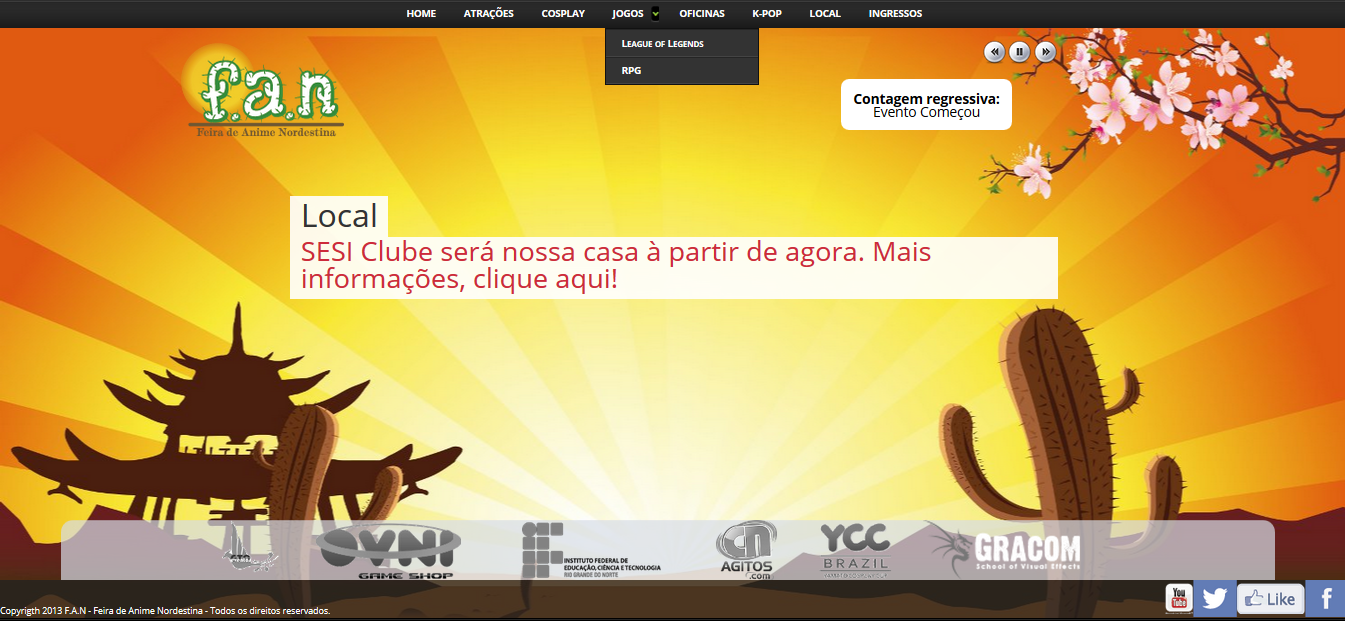 HOME ATRAÇÕES COSPLAY JOGOS OFICINAS K-POP LOCAL INGRESSOS
League of Legends
RPG
f.a.n
Feira de Anime Nordestina
Contagem regressiva:
Evento Começou
Local
SESI Clube será nossa casa à partir de agora. Mais
informações, clique aqui!
OVNI
GAME SHOP
INSTITUTO FEDERAL DE
EDUCAÇÃO, CIÊNCIA E TECNOLOGIA
RIO GRANDE DO NORTE
CN
AGITOS
.com
YCC
BRAZIL
GRACOM
School of Visual Effects
You
Tube
Like
f
Copyrigth 2013 F.A.N - Feira de Anime Nordestina - Todos os direitos reservados.